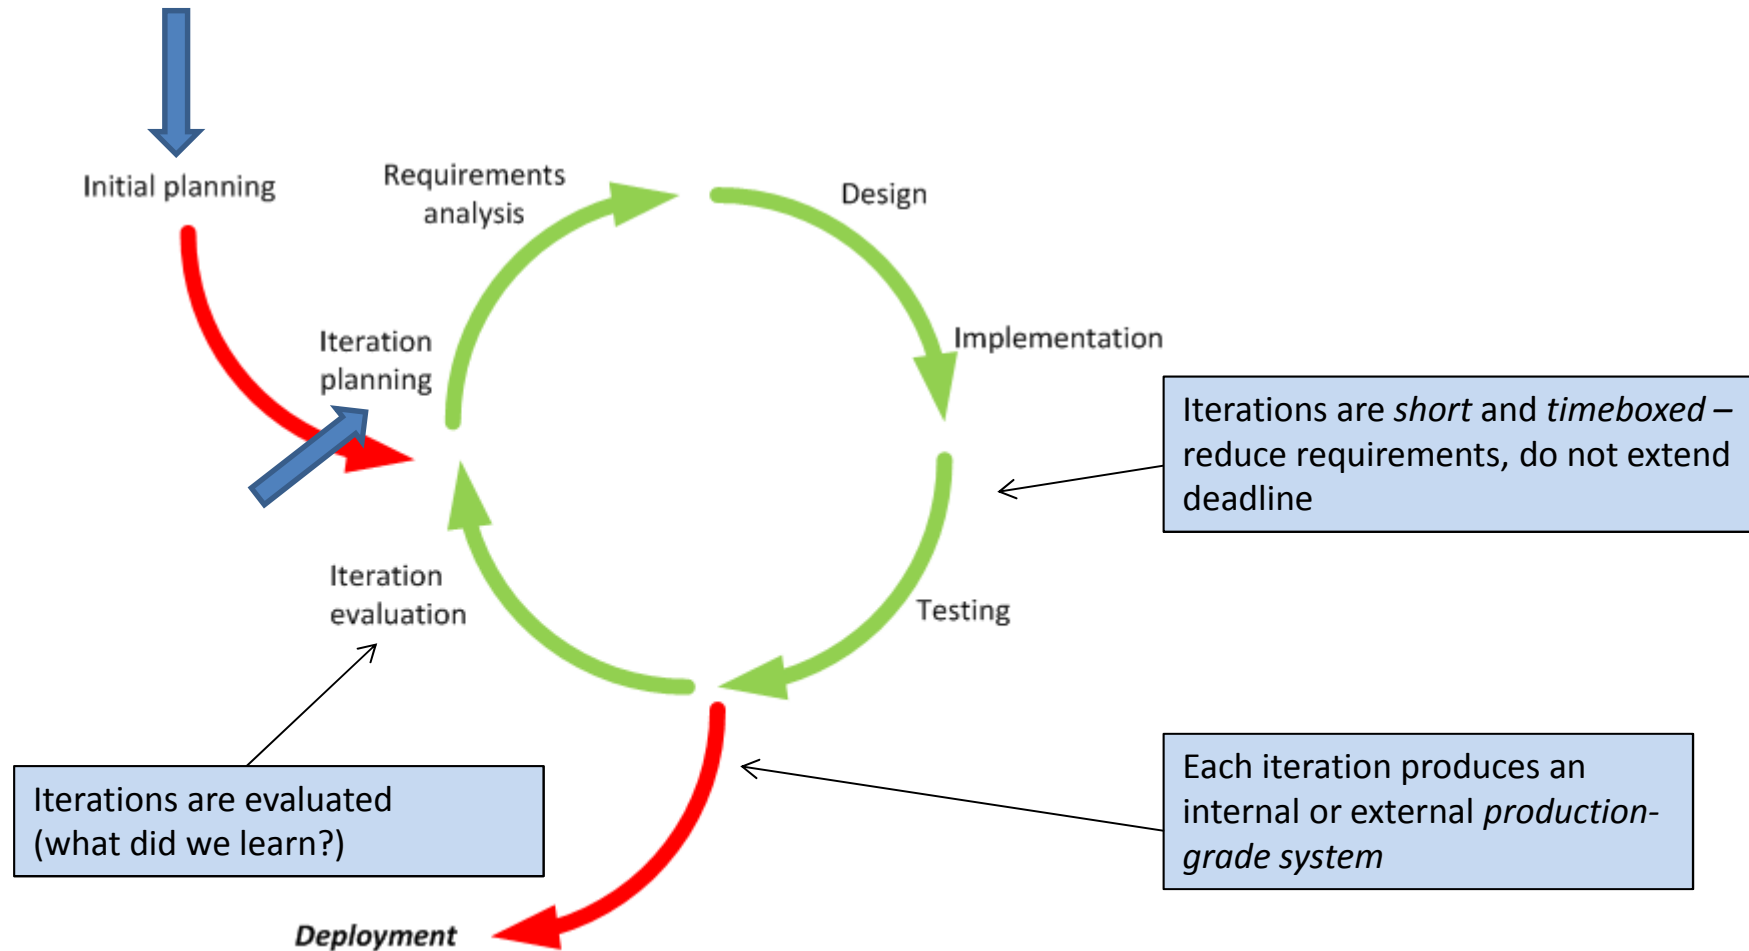 Initial planning
Requirements
analysis
Design
Iteration
planning
Implementation
Iterations are short and timeboxed –
reduce requirements, do not extend
deadline
Iteration
evaluation
Testing
Iterations are evaluated
(what did we learn?)
Each iteration produces an
internal or external production-
grade system
Deployment